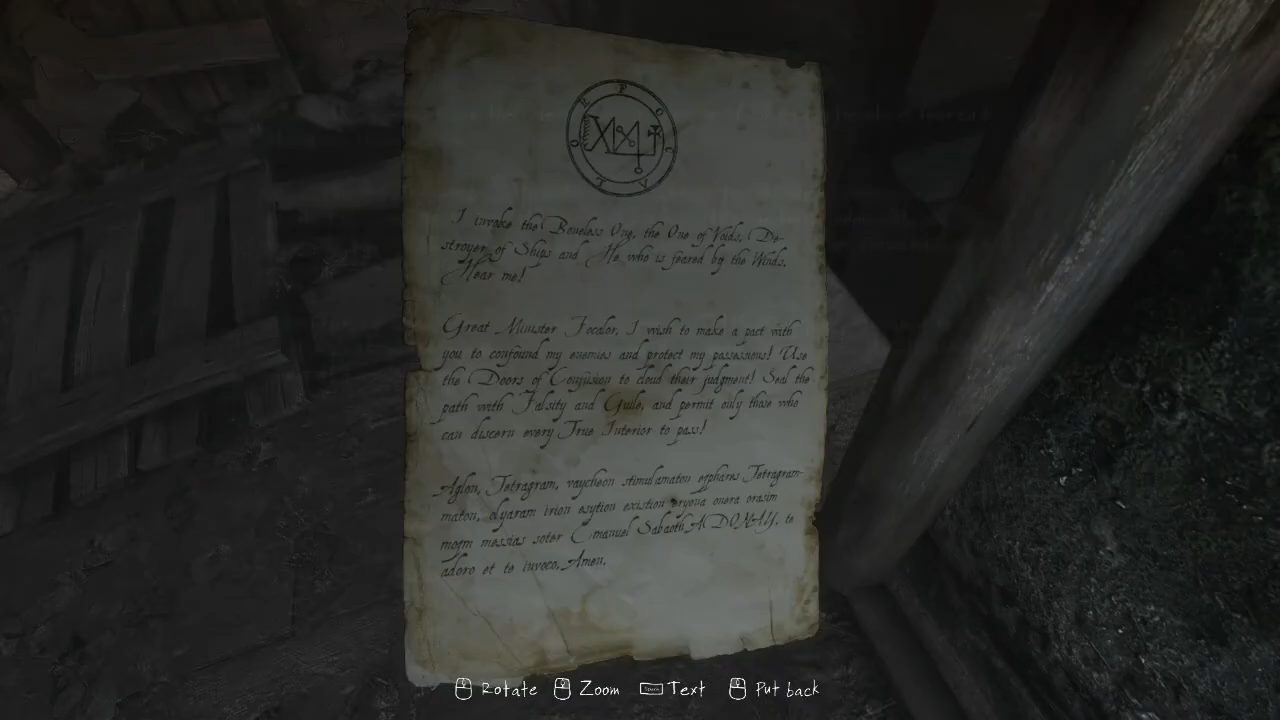 F O C A L O R
I invoke the Boneless One, the One of Voids, De-
stroyer of Ships and He who is feared by the Winds.
Hear me!
Great Minister Focalor, I wish to make a pact with
you to confound my enemies and protect my possessions! Use
the Doors of Confusion to cloud their judgment! Seal the
path with Falsity and Guile, and permit only those who
can discern every True Interior to pass!
Aglon, Tetragram, vaycheon stimulamaton erphares Tetragram-
maton, olyaram irion esytion existion eryona onera orasim
mozm messias soter Emanuel Sabaoth ADONAY, te
adoro et te invoco. Amen.
Rotate Zoom Text Put back